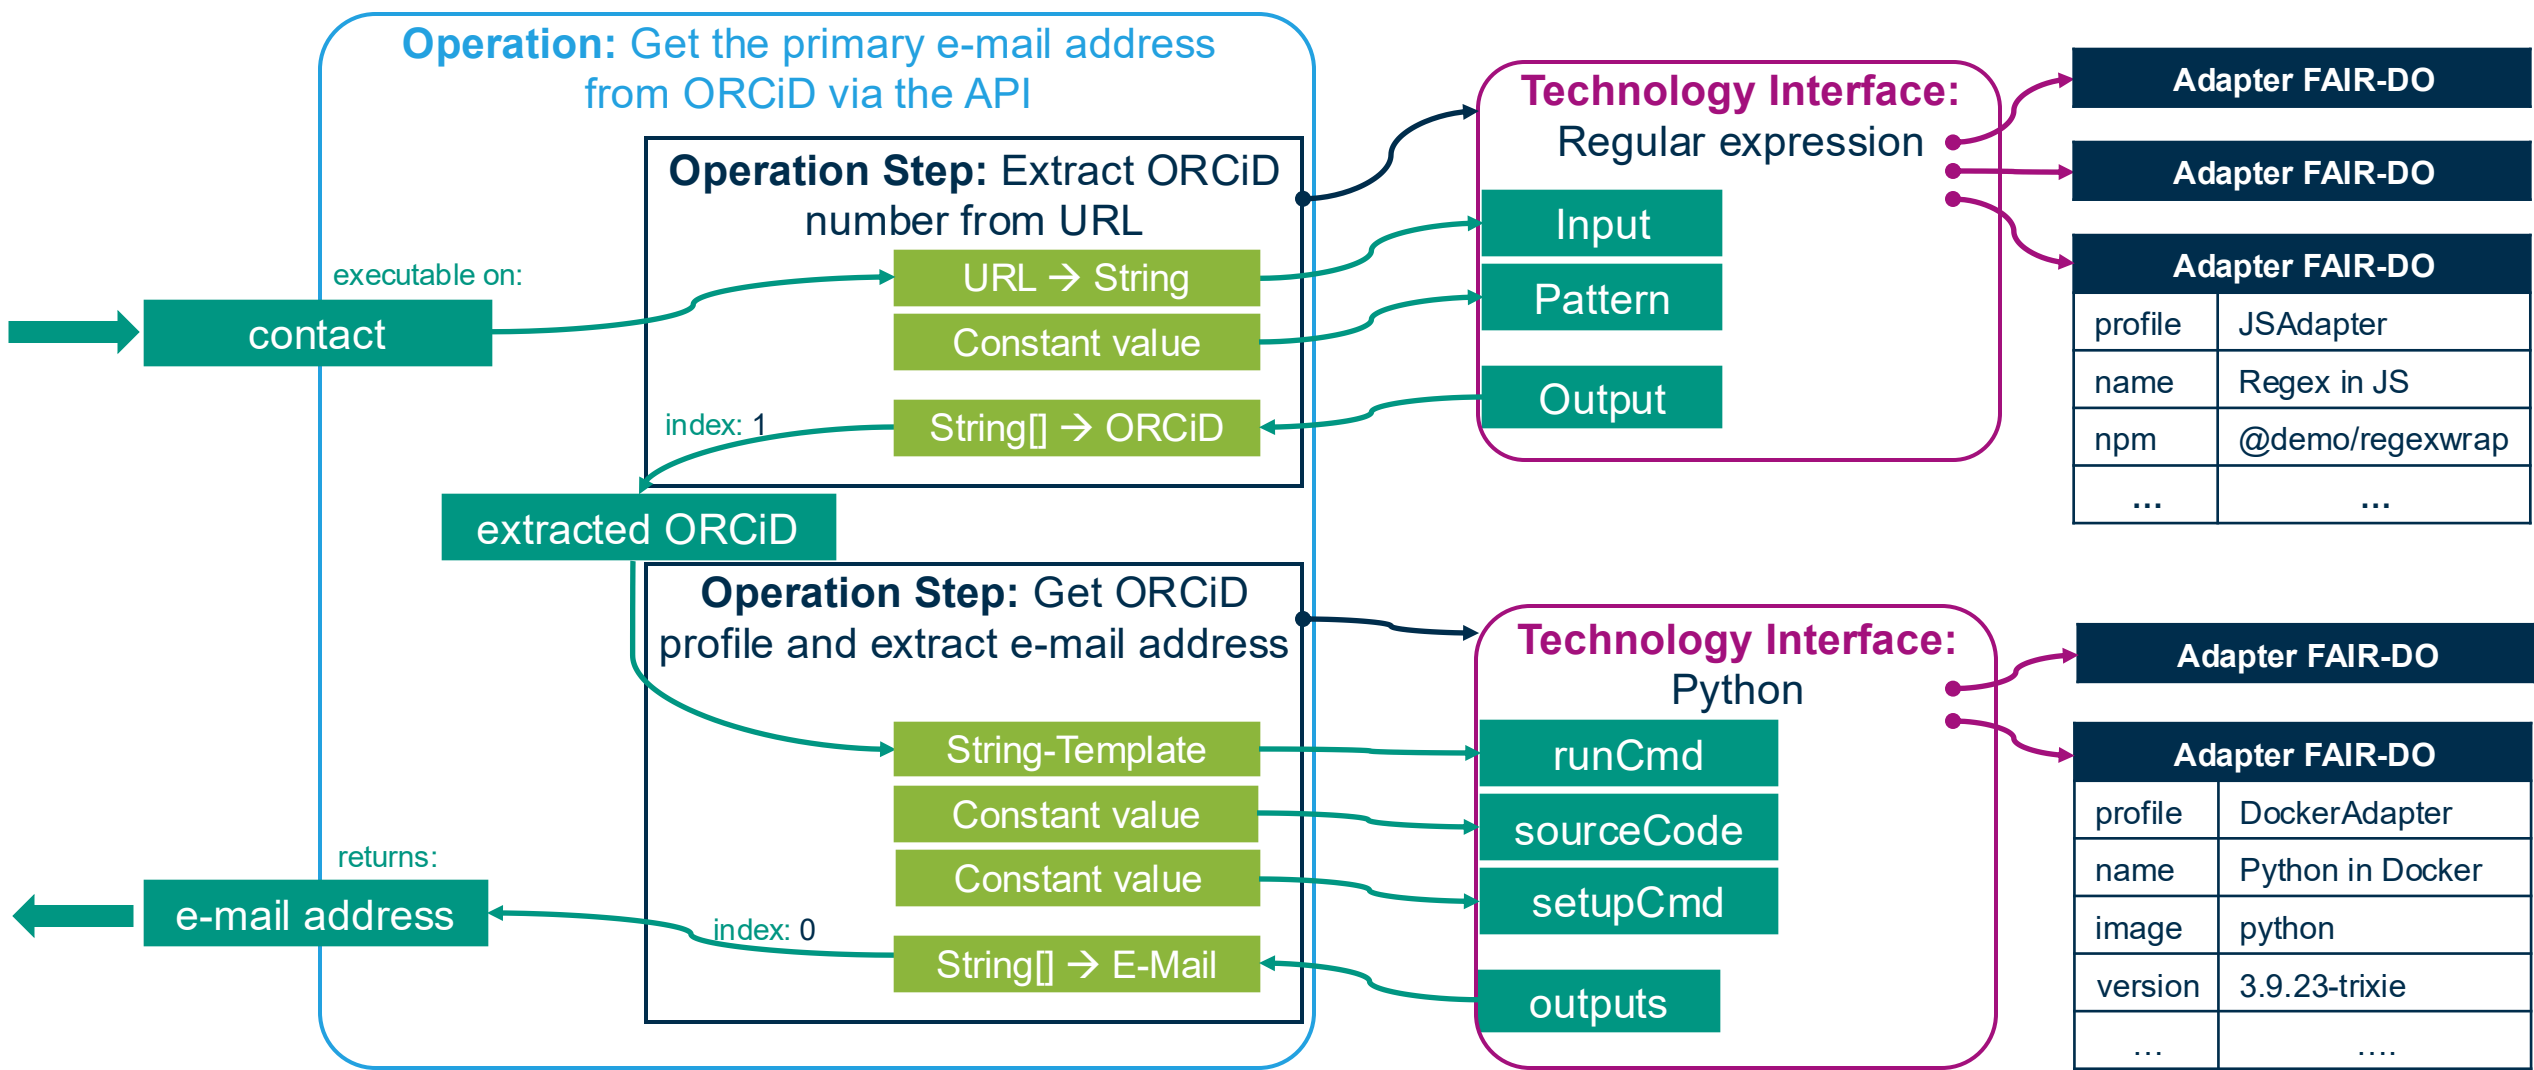 Operation: Get the primary e-mail address
from ORCiD via the API
executable on:
contact
Operation Step: Extract ORCiD
number from URL
URL → String
Constant value
String[] → ORCiD
index: 1
extracted ORCiD
Operation Step: Get ORCiD
profile and extract e-mail address
String-Template
Constant value
Constant value
String[] → E-Mail
index: 0
returns:
e-mail address
Technology Interface:
Regular expression
Input
Pattern
Output
Technology Interface:
Python
runCmd
sourceCode
setupCmd
outputs
Adapter FAIR-DO
Adapter FAIR-DO
Adapter FAIR-DO
profile JSAdapter
name Regex in JS
npm @demo/regexwrap
... ...
Adapter FAIR-DO
Adapter FAIR-DO
profile DockerAdapter
name Python in Docker
image python
version 3.9.23-trixie
... ....